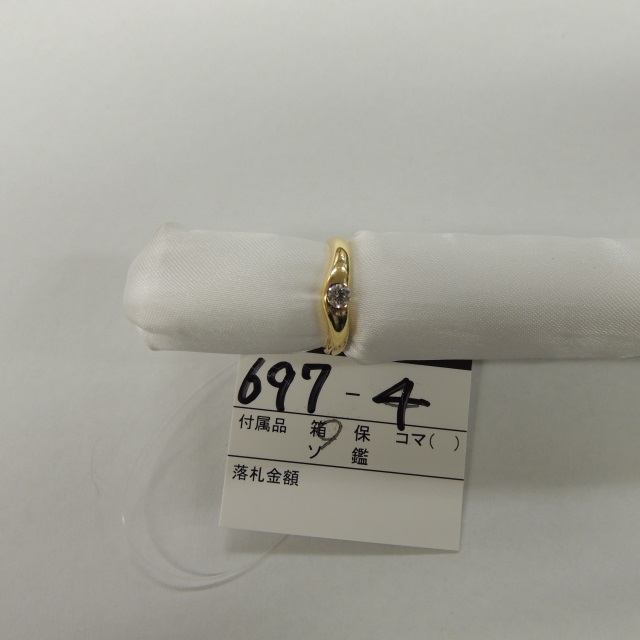 697-4
付属品 箱 保 コマ( )
ソ 鑑
落札金額